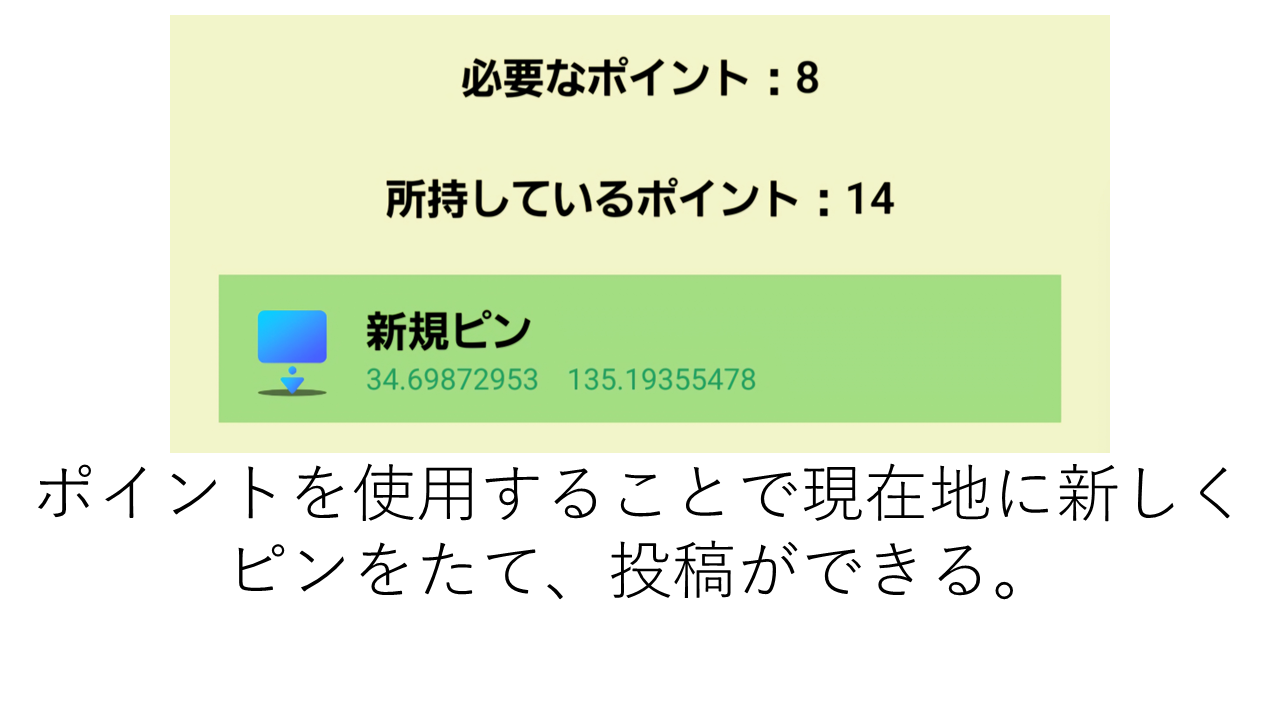 必要なポイント：8
所持しているポイント：14
新規ピン
34.69872953 135.19355478
ポイントを使用することで現在地に新しく
ピンをたて、投稿ができる。